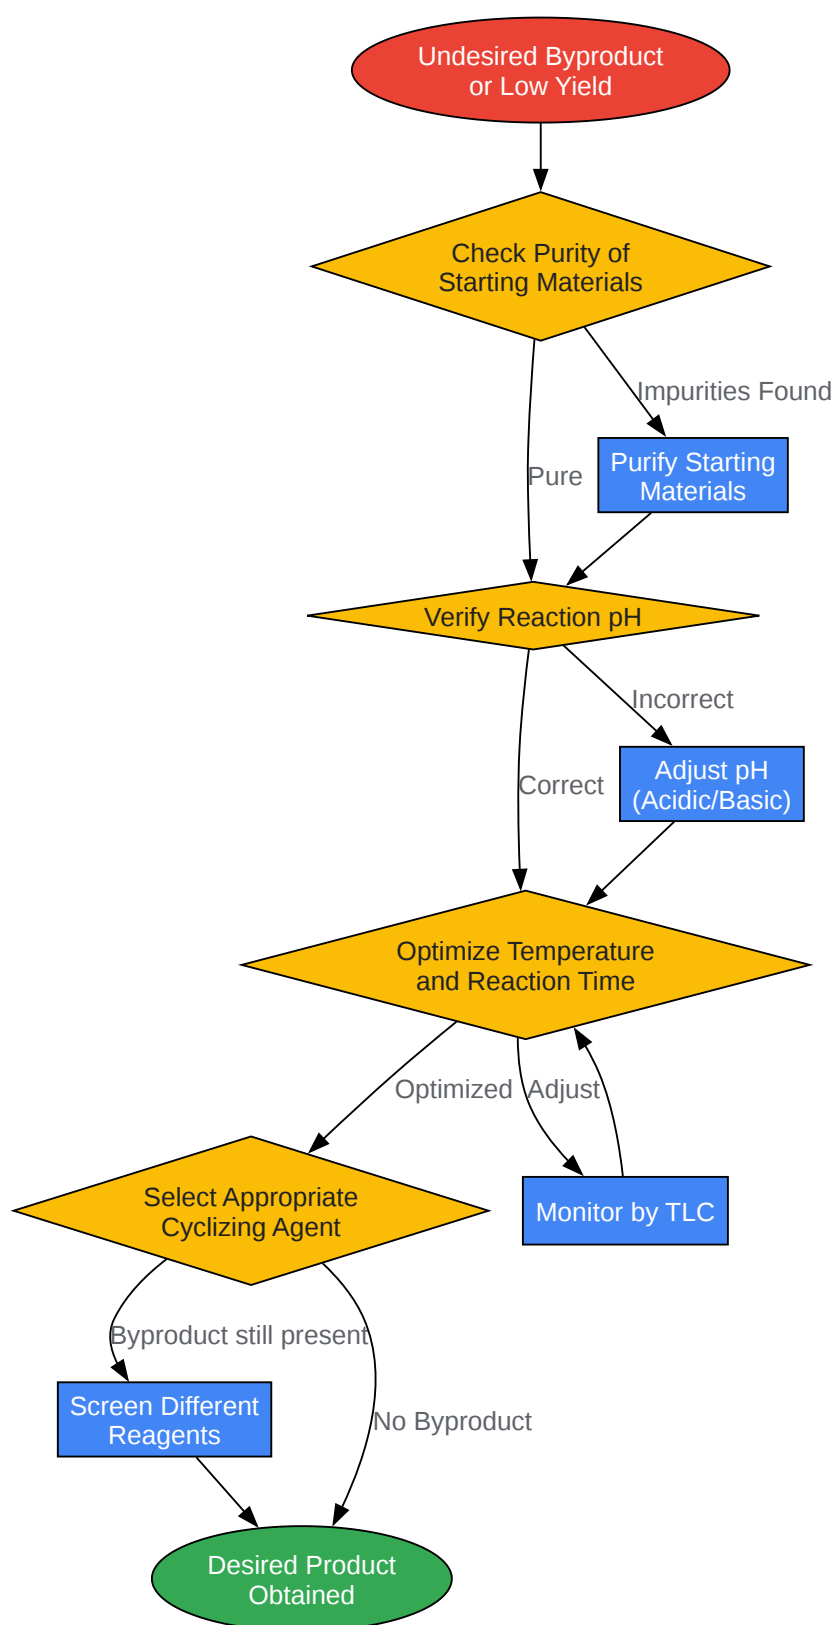 Undesired Byproduct
or Low Yield
Check Purity of
Starting Materials
Impurities Found
Pure
Purify Starting
Materials
Verify Reaction pH
Incorrect
Correct
Adjust pH
(Acidic/Basic)
Optimize Temperature
and Reaction Time
Optimized
Adjust
Select Appropriate
Cyclizing Agent
Monitor by TLC
Byproduct still present
Screen Different
Reagents
No Byproduct
Desired Product
Obtained